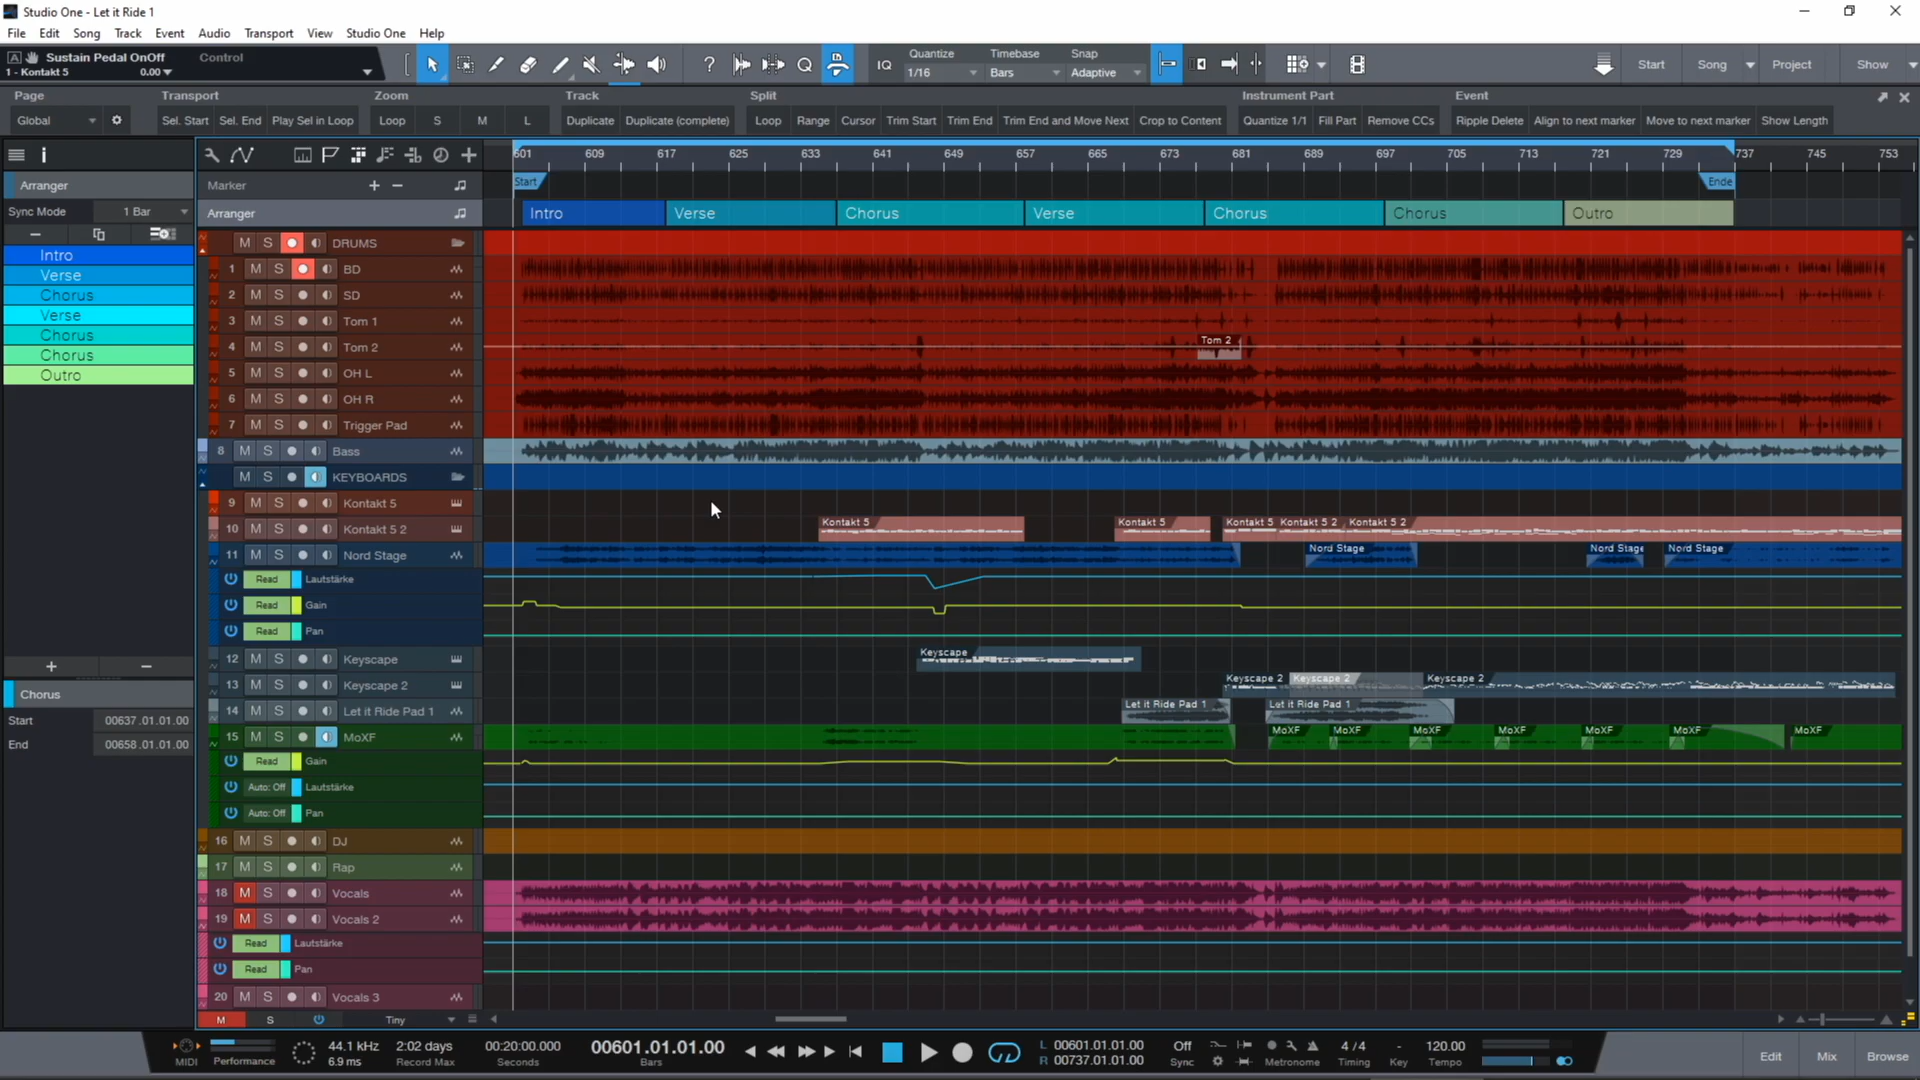 Studio One - Let it Ride 1
File Edit Song Track Event Audio Transport View Studio One Help
Sustain Pedal OnOff Control
1 - Kontakt 5 0.00
Quantize Timebase Snap
IQ 1/16 Bars Adaptive
Start Song Project Show
Page Transport Zoom Track Split Instrument Part Event
Global Sel. Start Sel. End Play Sel in Loop Loop S M L Duplicate Duplicate (complete) Loop Range Cursor Trim Start Trim End Trim End and Move Next Crop to Content Quantize 1/1 Fill Part Remove CCs Ripple Delete Align to next marker Move to next marker Show Length
601 609 617 625 633 641 649 657 665 673 681 689 697 705 713 721 729 737 745 753
Arranger
Marker
Start Ende
Sync Mode 1 Bar
Arranger
Intro Verse Chorus Verse Chorus Chorus Outro
Intro
Verse
Chorus
Verse
Chorus
Chorus
Outro
Chorus
Start 00637.01.01.00
End 00658.01.01.00
M S DRUMS
1 M S BD
2 M S SD
3 M S Tom 1
4 M S Tom 2 Tom 2
5 M S OH L
6 M S OH R
7 M S Trigger Pad
8 M S Bass
M S KEYBOARDS
9 M S Kontakt 5
10 M S Kontakt 5 2 Kontakt 5 Kontakt 5 Kontakt 5 Kontakt 5 2 Kontakt 5 2
11 M S Nord Stage Nord Stage Nord Stage Nord Stage
Read Lautstärke
Read Gain
Read Pan
12 M S Keyscape Keyscape
13 M S Keyscape 2 Keyscape 2 Keyscape 2 Keyscape 2
14 M S Let it Ride Pad 1 Let it Ride Pad 1 Let it Ride Pad 1
15 M S MoXF MoXF MoXF MoXF MoXF MoXF MoXF MoXF
Read Gain
Auto: Off Lautstärke
Auto: Off Pan
16 M S DJ
17 M S Rap
18 M S Vocals
19 M S Vocals 2
Read Lautstärke
Read Pan
20 M S Vocals 3
M S Tiny
44.1 kHz 2:02 days 00:20:00.000 00601.01.01.00 L 00601.01.01.00 Off 4 / 4 - 120.00
MIDI Performance 6.9 ms Record Max Seconds Bars R 00737.01.01.00 Sync Metronome Timing Key Tempo
Edit Mix Browse